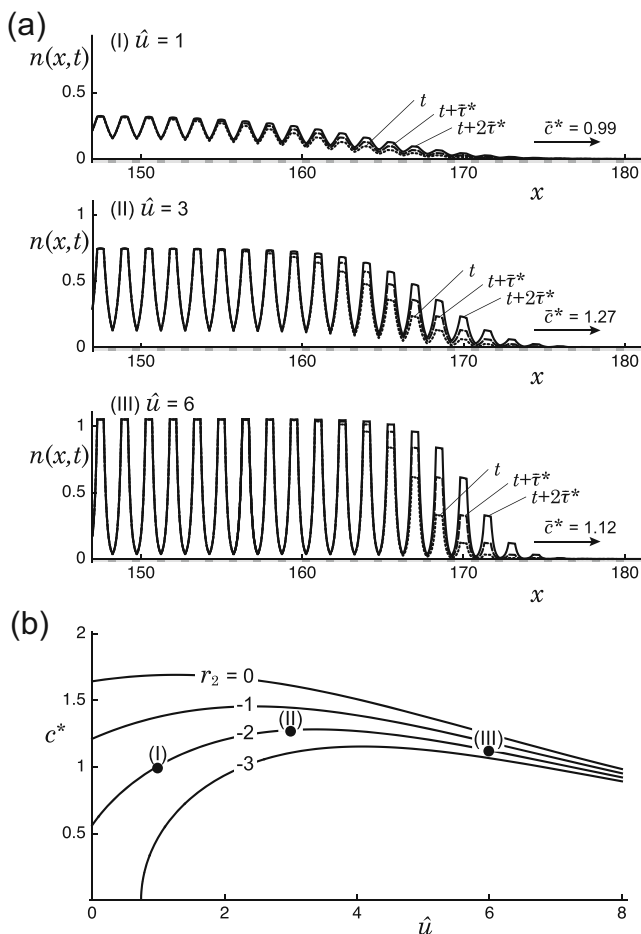 (a)
(I) û = 1
n(x,t)
0.5
0
t
t+τ̄*
t+2τ̄*
c̄* = 0.99
150 160 170 180
x
(II) û = 3
1
n(x,t)
0.5
0
t
t+τ̄*
t+2τ̄*
c̄* = 1.27
150 160 170 180
x
(III) û = 6
1
n(x,t)
0.5
0
t
t+τ̄*
t+2τ̄*
c̄* = 1.12
150 160 170 180
x
(b)
2
1.5
c*
1
0.5
0
r₂ = 0
-1
-2
-3
(I)
(II)
(III)
0 2 4 6 8
û